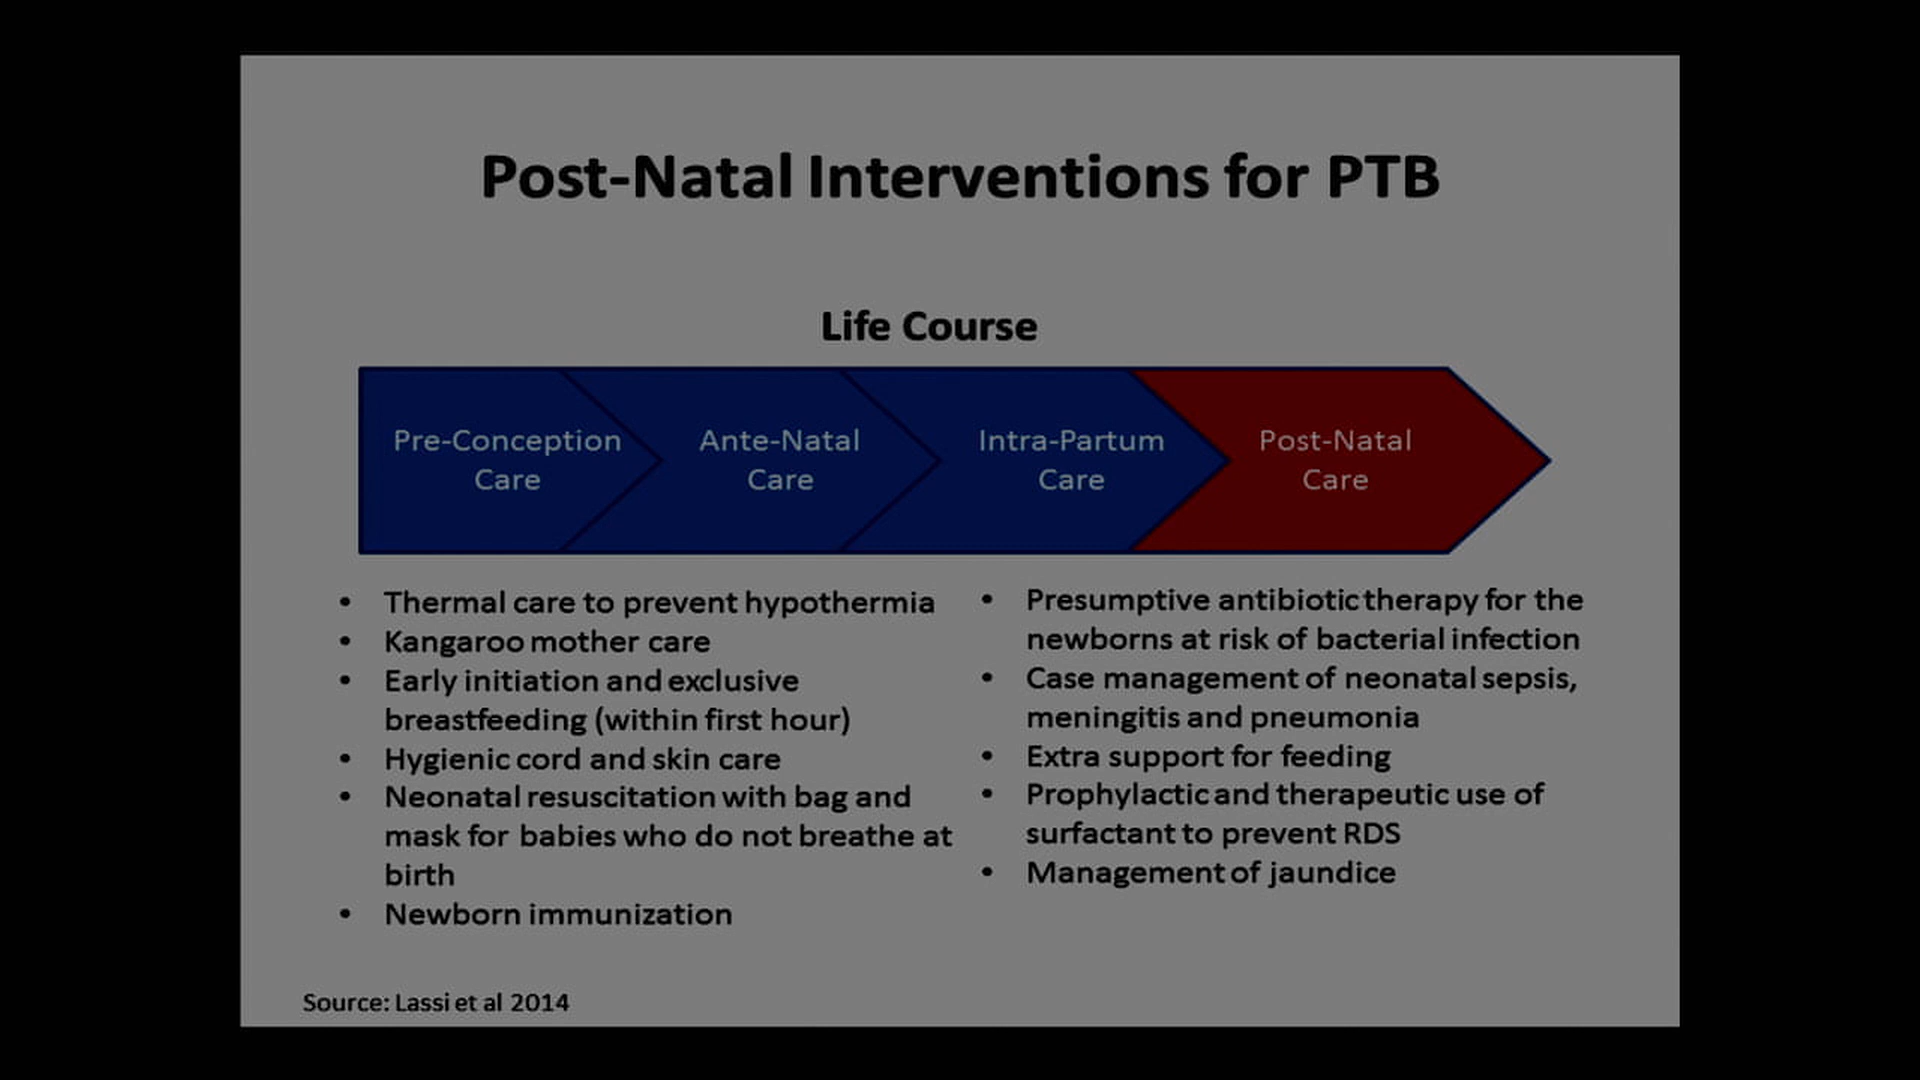 Post-Natal Interventions for PTB
Life Course
Pre-Conception
Care
Ante-Natal
Care
Intra-Partum
Care
Post-Natal
Care
• Thermal care to prevent hypothermia
• Kangaroo mother care
• Early initiation and exclusive
breastfeeding (within first hour)
• Hygienic cord and skin care
• Neonatal resuscitation with bag and
mask for babies who do not breathe at
birth
• Newborn immunization
• Presumptive antibiotic therapy for the
newborns at risk of bacterial infection
• Case management of neonatal sepsis,
meningitis and pneumonia
• Extra support for feeding
• Prophylactic and therapeutic use of
surfactant to prevent RDS
• Management of jaundice
Source: Lassi et al 2014